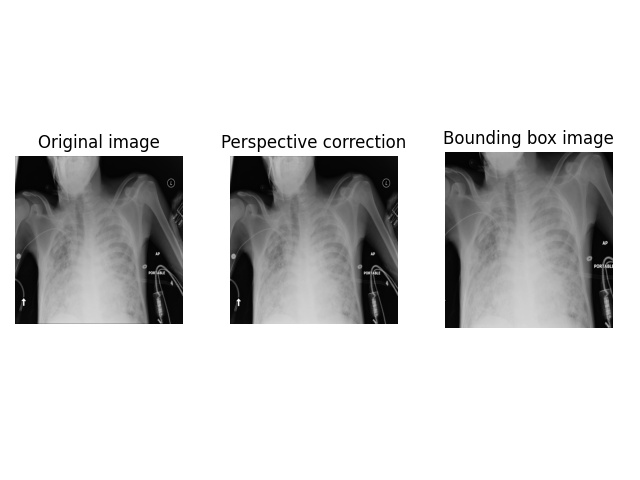 Original image
Perspective correction
Bounding box image
L
AP
PORTABLE
L
AP
PORTABLE
AP
PORTABLE